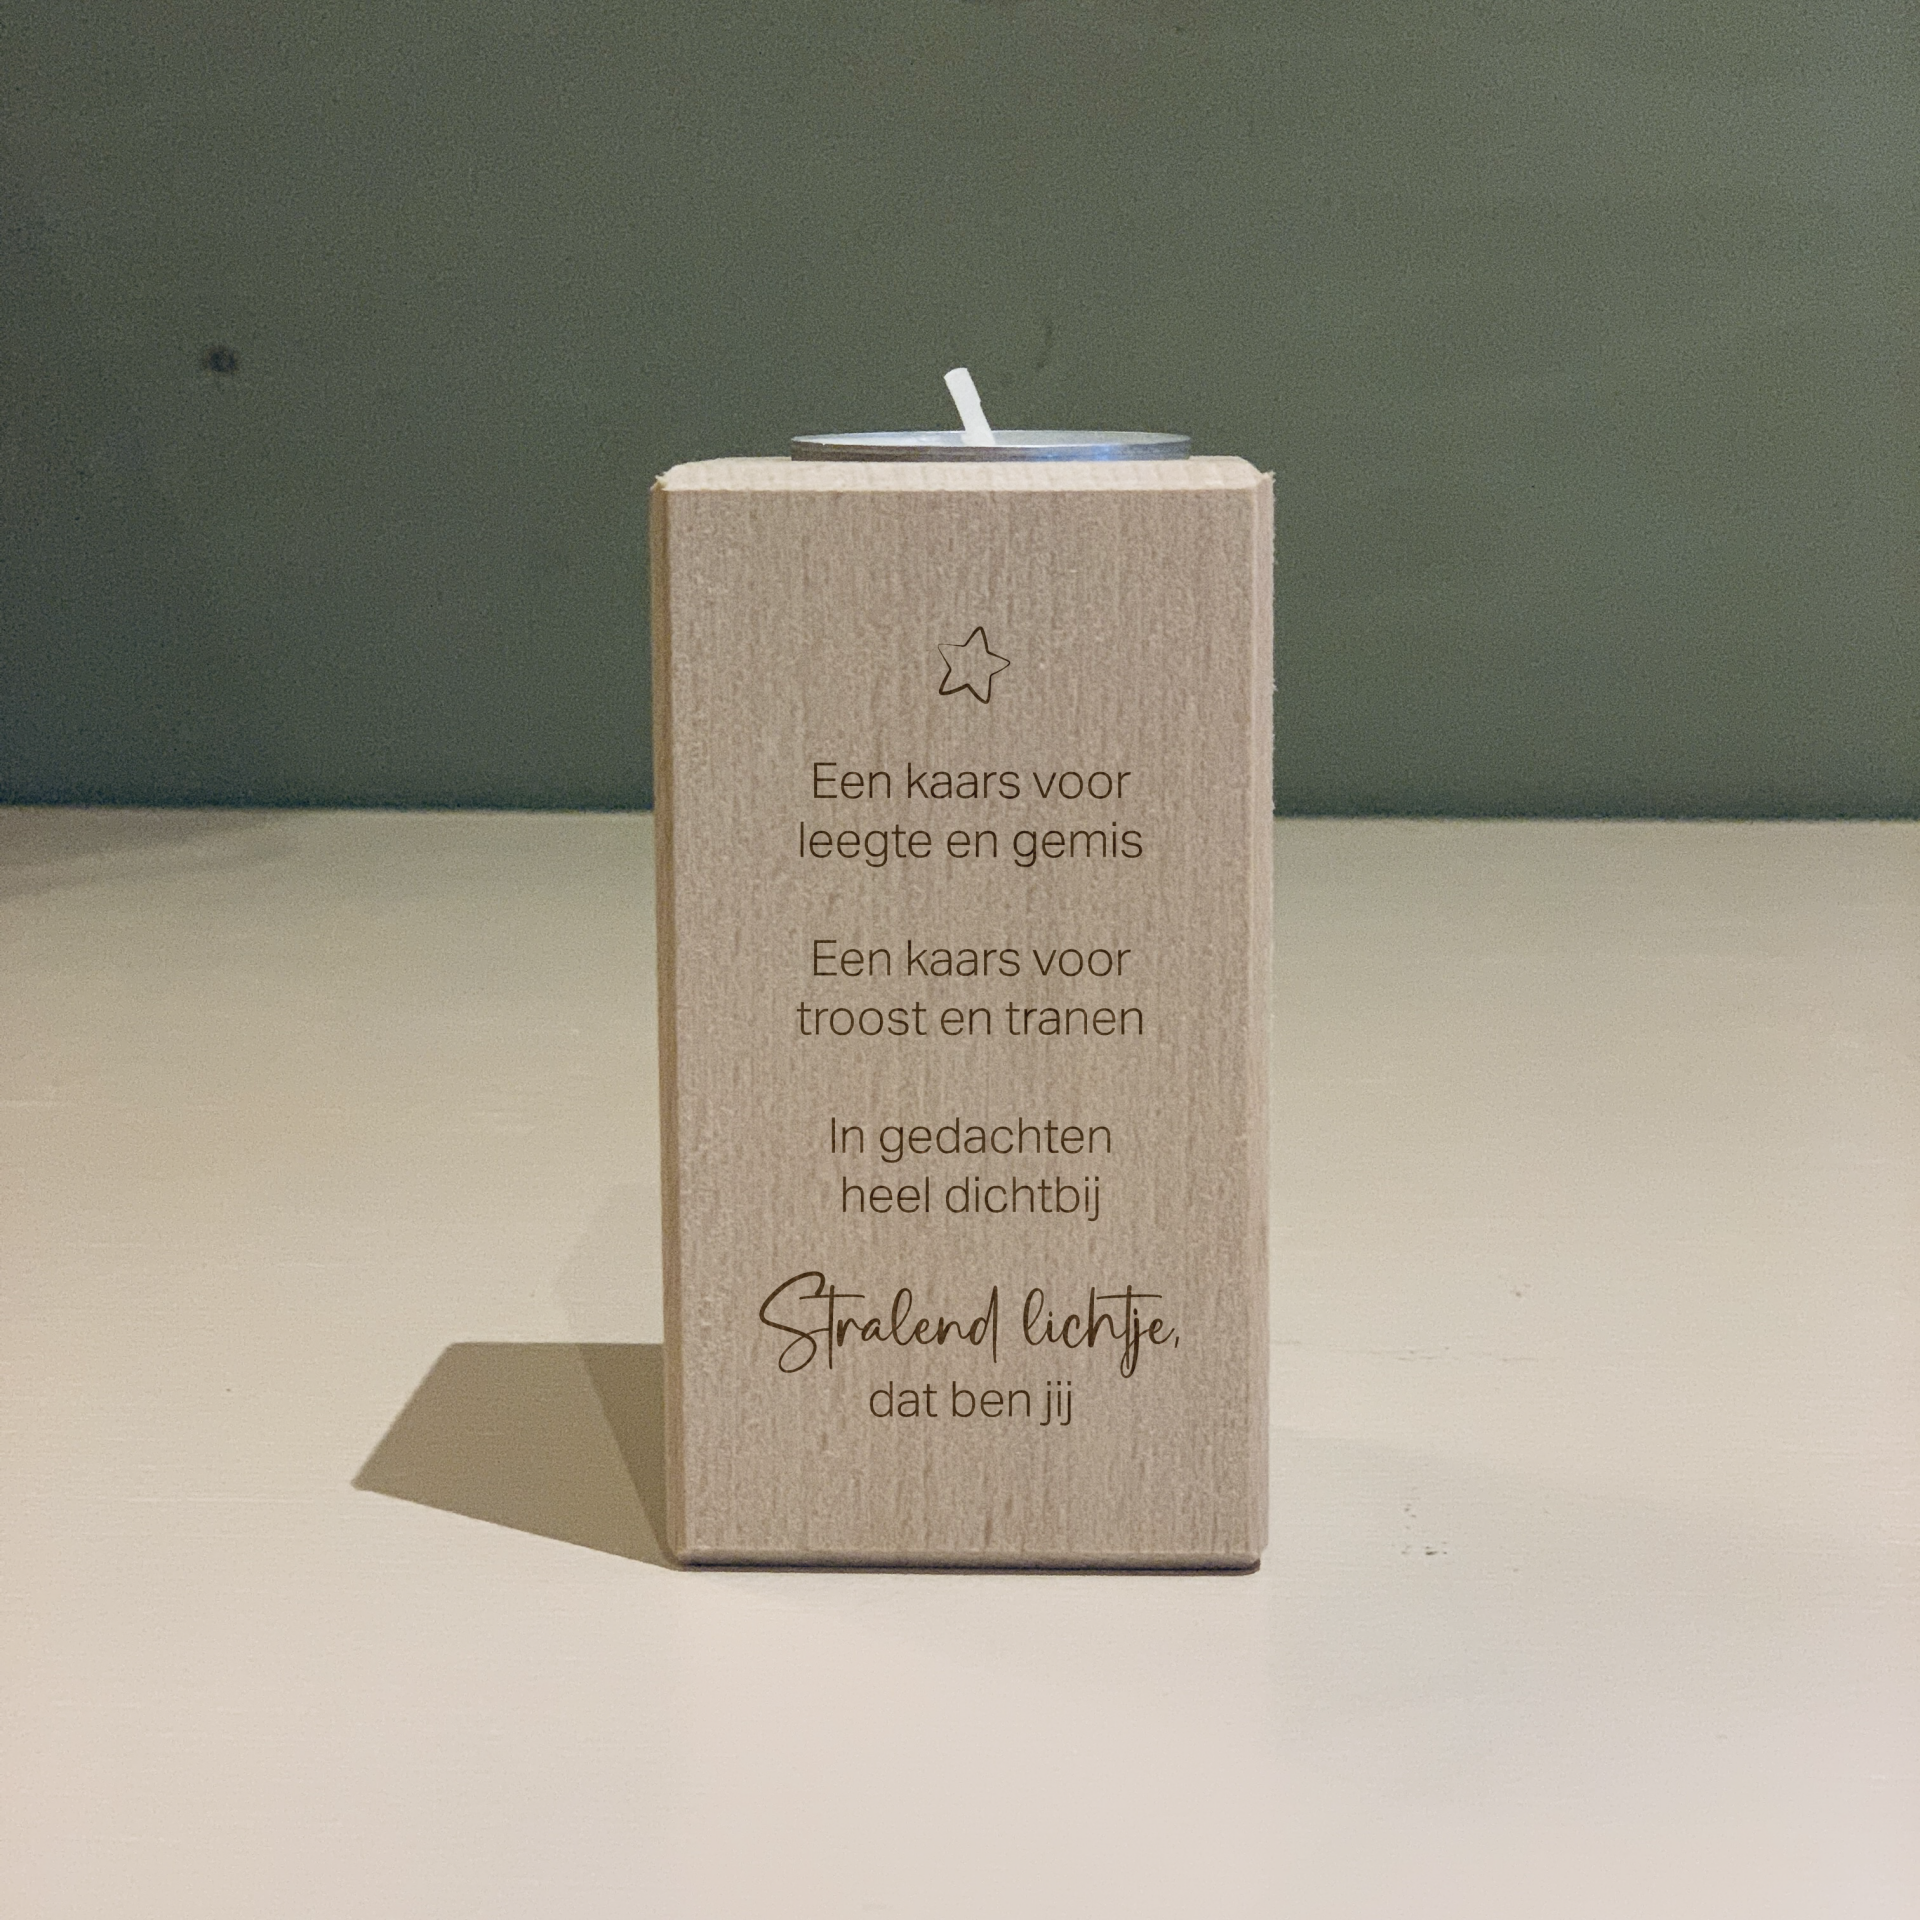 Een kaars voor
leegte en gemis
Een kaars voor
troost en tranen
In gedachten
heel dichtbij
Stralend lichtje,
dat ben jij